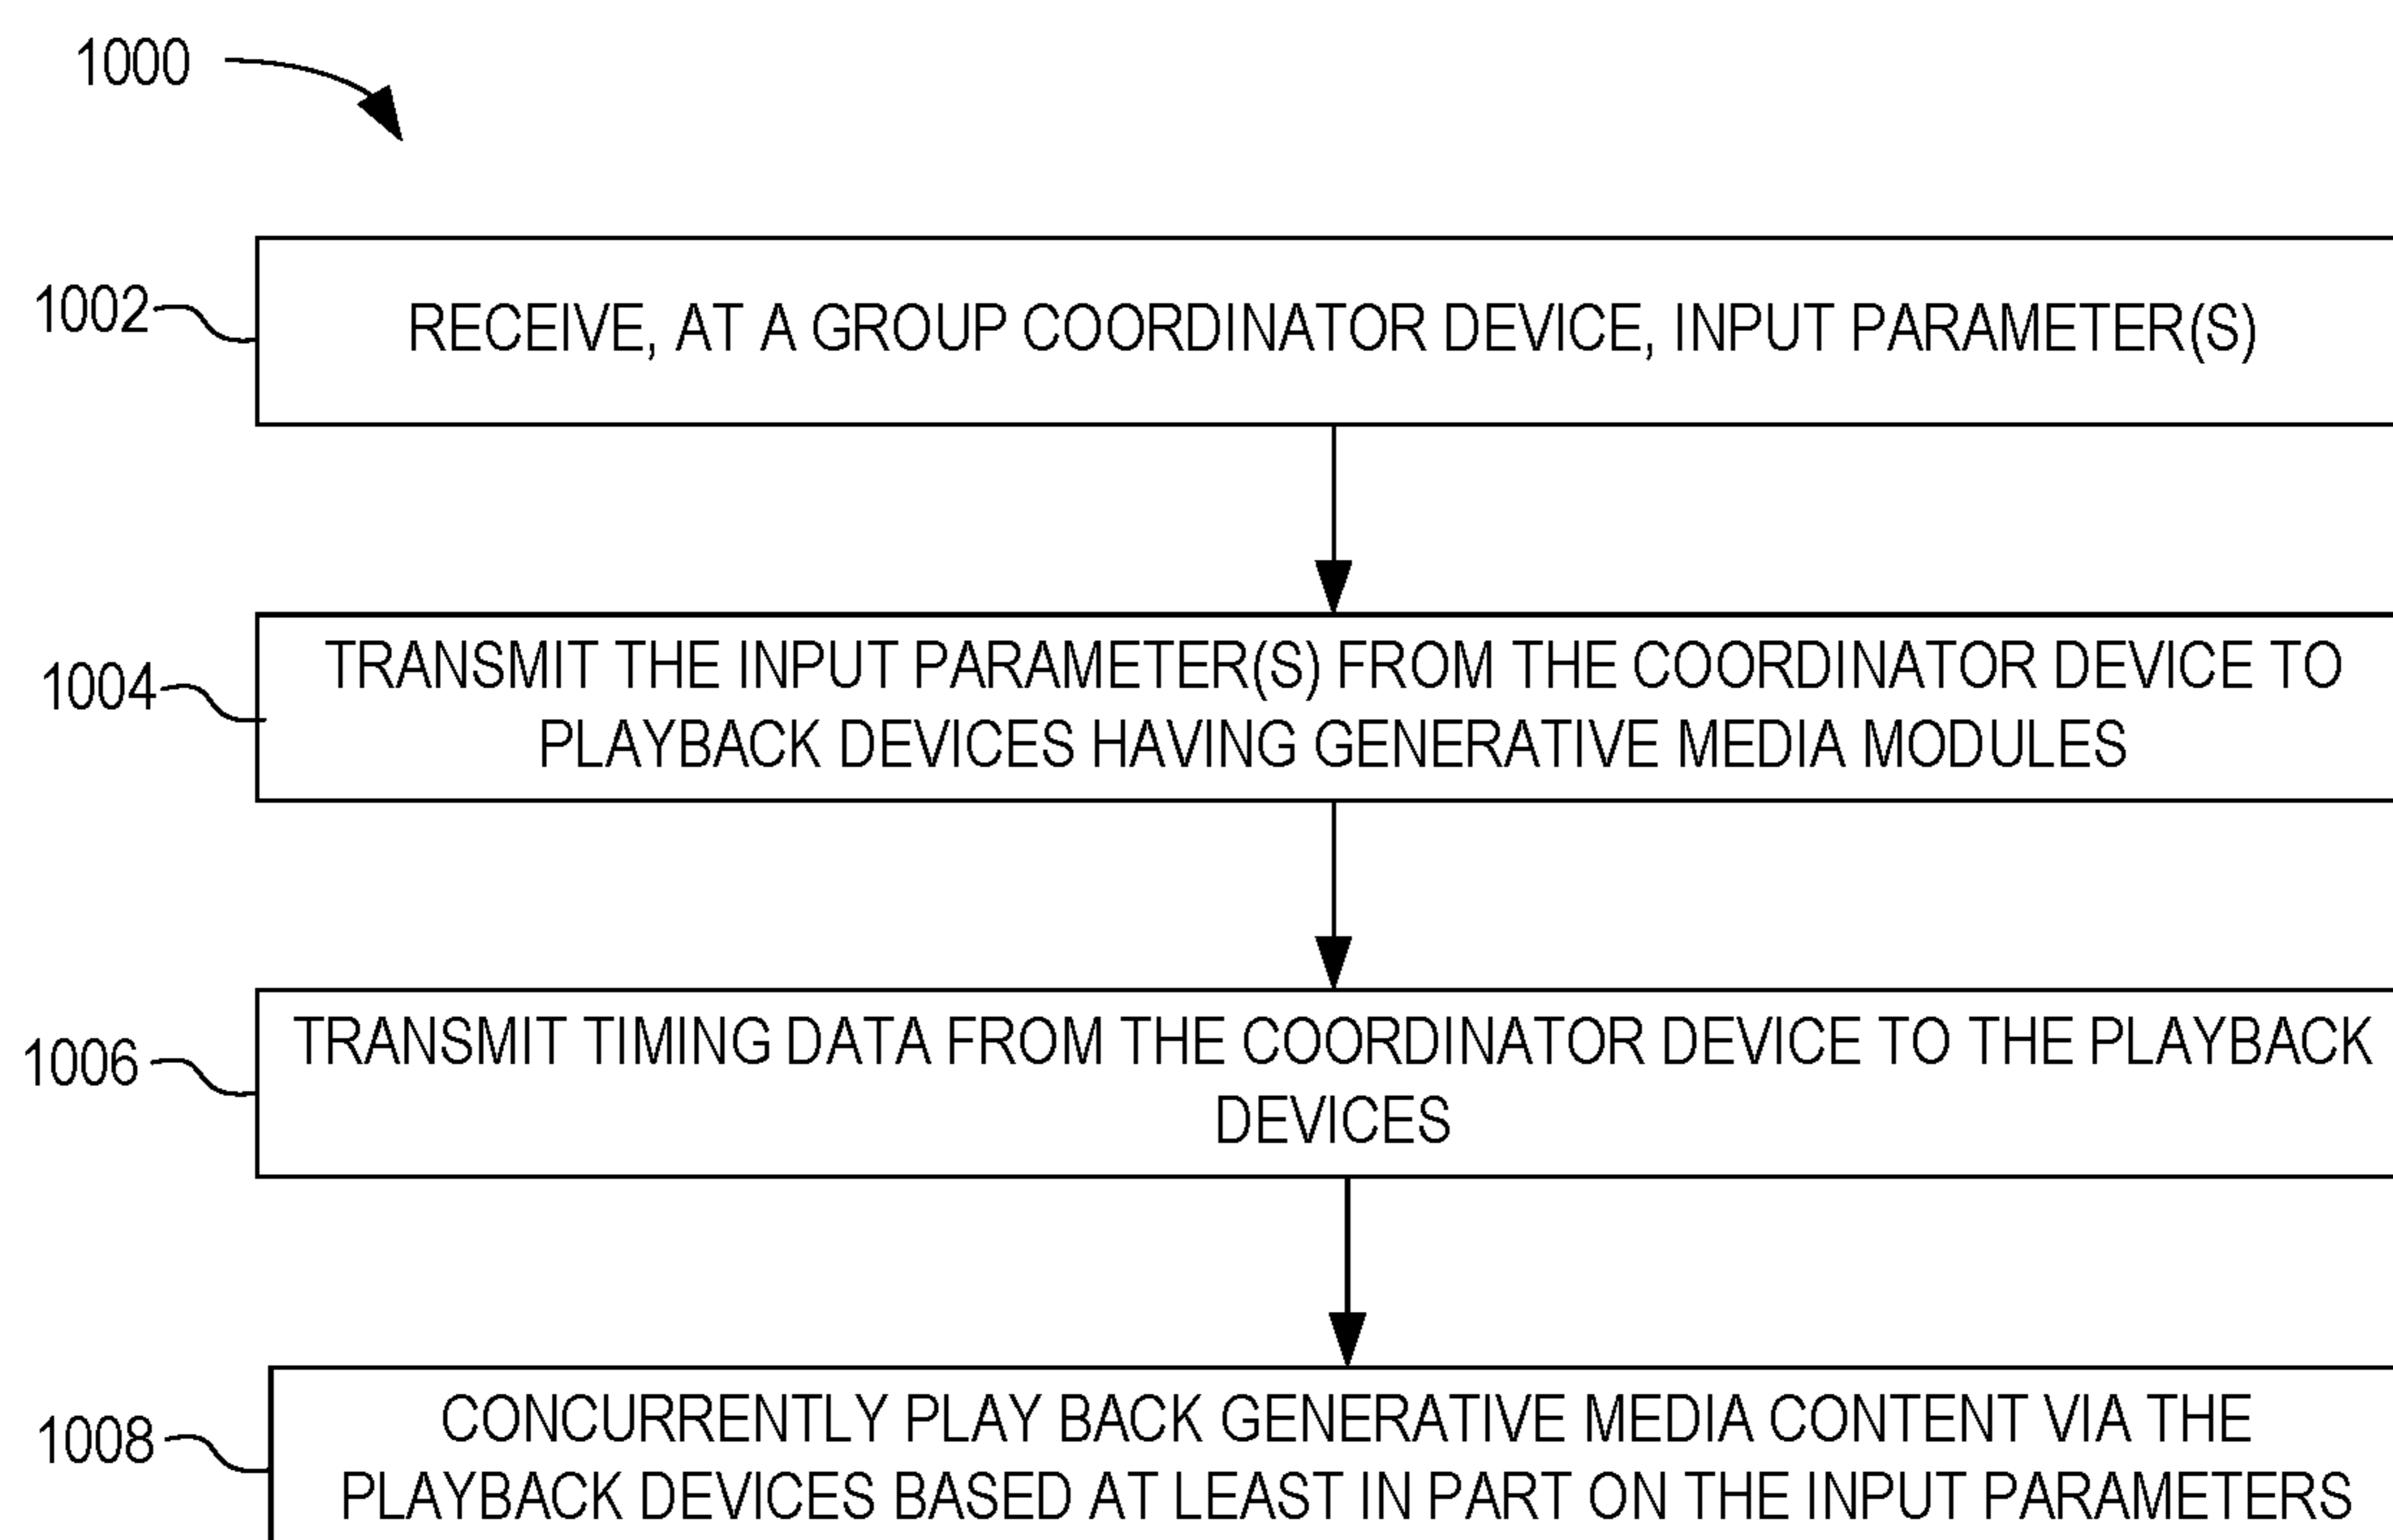 1000
1002
RECEIVE, AT A GROUP COORDINATOR DEVICE, INPUT PARAMETER(S)
1004
TRANSMIT THE INPUT PARAMETER(S) FROM THE COORDINATOR DEVICE TO
PLAYBACK DEVICES HAVING GENERATIVE MEDIA MODULES
1006
TRANSMIT TIMING DATA FROM THE COORDINATOR DEVICE TO THE PLAYBACK
DEVICES
1008
CONCURRENTLY PLAY BACK GENERATIVE MEDIA CONTENT VIA THE
PLAYBACK DEVICES BASED AT LEAST IN PART ON THE INPUT PARAMETERS